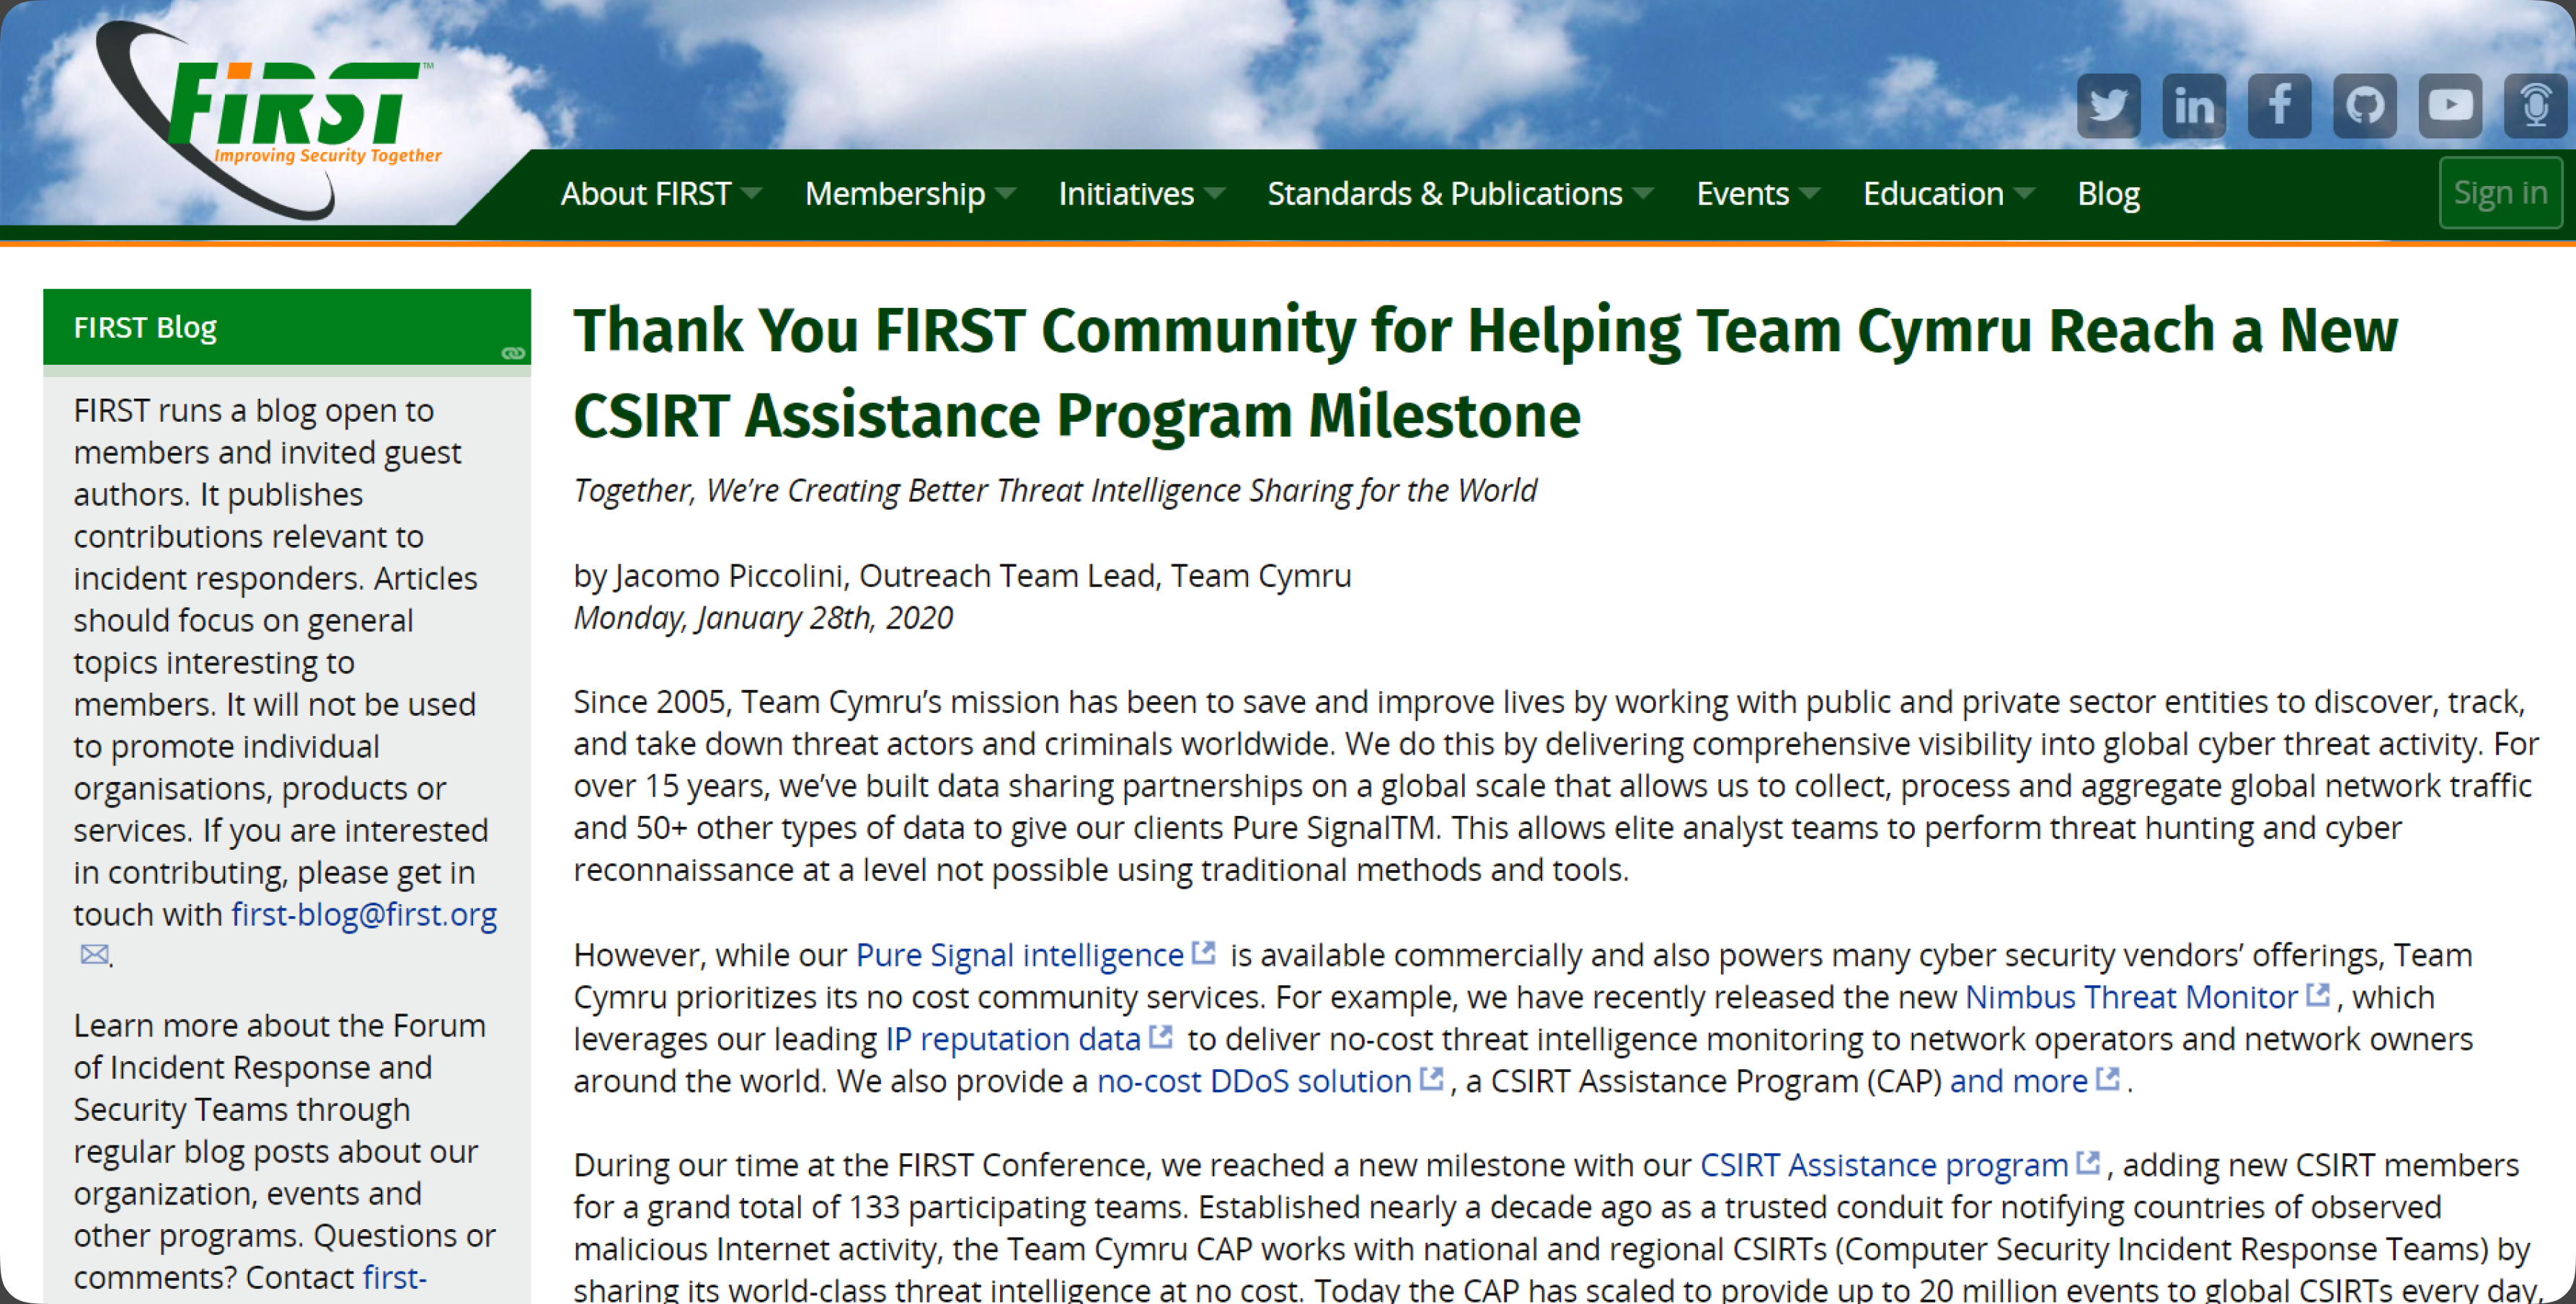 FiRST™
Improving Security Together
About FIRST
Membership
Initiatives
Standards & Publications
Events
Education
Blog
Sign in
FIRST Blog
FIRST runs a blog open to
members and invited guest
authors. It publishes
contributions relevant to
incident responders. Articles
should focus on general
topics interesting to
members. It will not be used
to promote individual
organisations, products or
services. If you are interested
in contributing, please get in
touch with first-blog@first.org
.
Learn more about the Forum
of Incident Response and
Security Teams through
regular blog posts about our
organization, events and
other programs. Questions or
comments? Contact first-
Thank You FIRST Community for Helping Team Cymru Reach a New
CSIRT Assistance Program Milestone
Together, We’re Creating Better Threat Intelligence Sharing for the World
by Jacomo Piccolini, Outreach Team Lead, Team Cymru
Monday, January 28th, 2020
Since 2005, Team Cymru’s mission has been to save and improve lives by working with public and private sector entities to discover, track,
and take down threat actors and criminals worldwide. We do this by delivering comprehensive visibility into global cyber threat activity. For
over 15 years, we’ve built data sharing partnerships on a global scale that allows us to collect, process and aggregate global network traffic
and 50+ other types of data to give our clients Pure SignalTM. This allows elite analyst teams to perform threat hunting and cyber
reconnaissance at a level not possible using traditional methods and tools.
However, while our Pure Signal intelligence is available commercially and also powers many cyber security vendors’ offerings, Team
Cymru prioritizes its no cost community services. For example, we have recently released the new Nimbus Threat Monitor , which
leverages our leading IP reputation data to deliver no-cost threat intelligence monitoring to network operators and network owners
around the world. We also provide a no-cost DDoS solution , a CSIRT Assistance Program (CAP) and more .
During our time at the FIRST Conference, we reached a new milestone with our CSIRT Assistance program , adding new CSIRT members
for a grand total of 133 participating teams. Established nearly a decade ago as a trusted conduit for notifying countries of observed
malicious Internet activity, the Team Cymru CAP works with national and regional CSIRTs (Computer Security Incident Response Teams) by
sharing its world-class threat intelligence at no cost. Today the CAP has scaled to provide up to 20 million events to global CSIRTs every day,